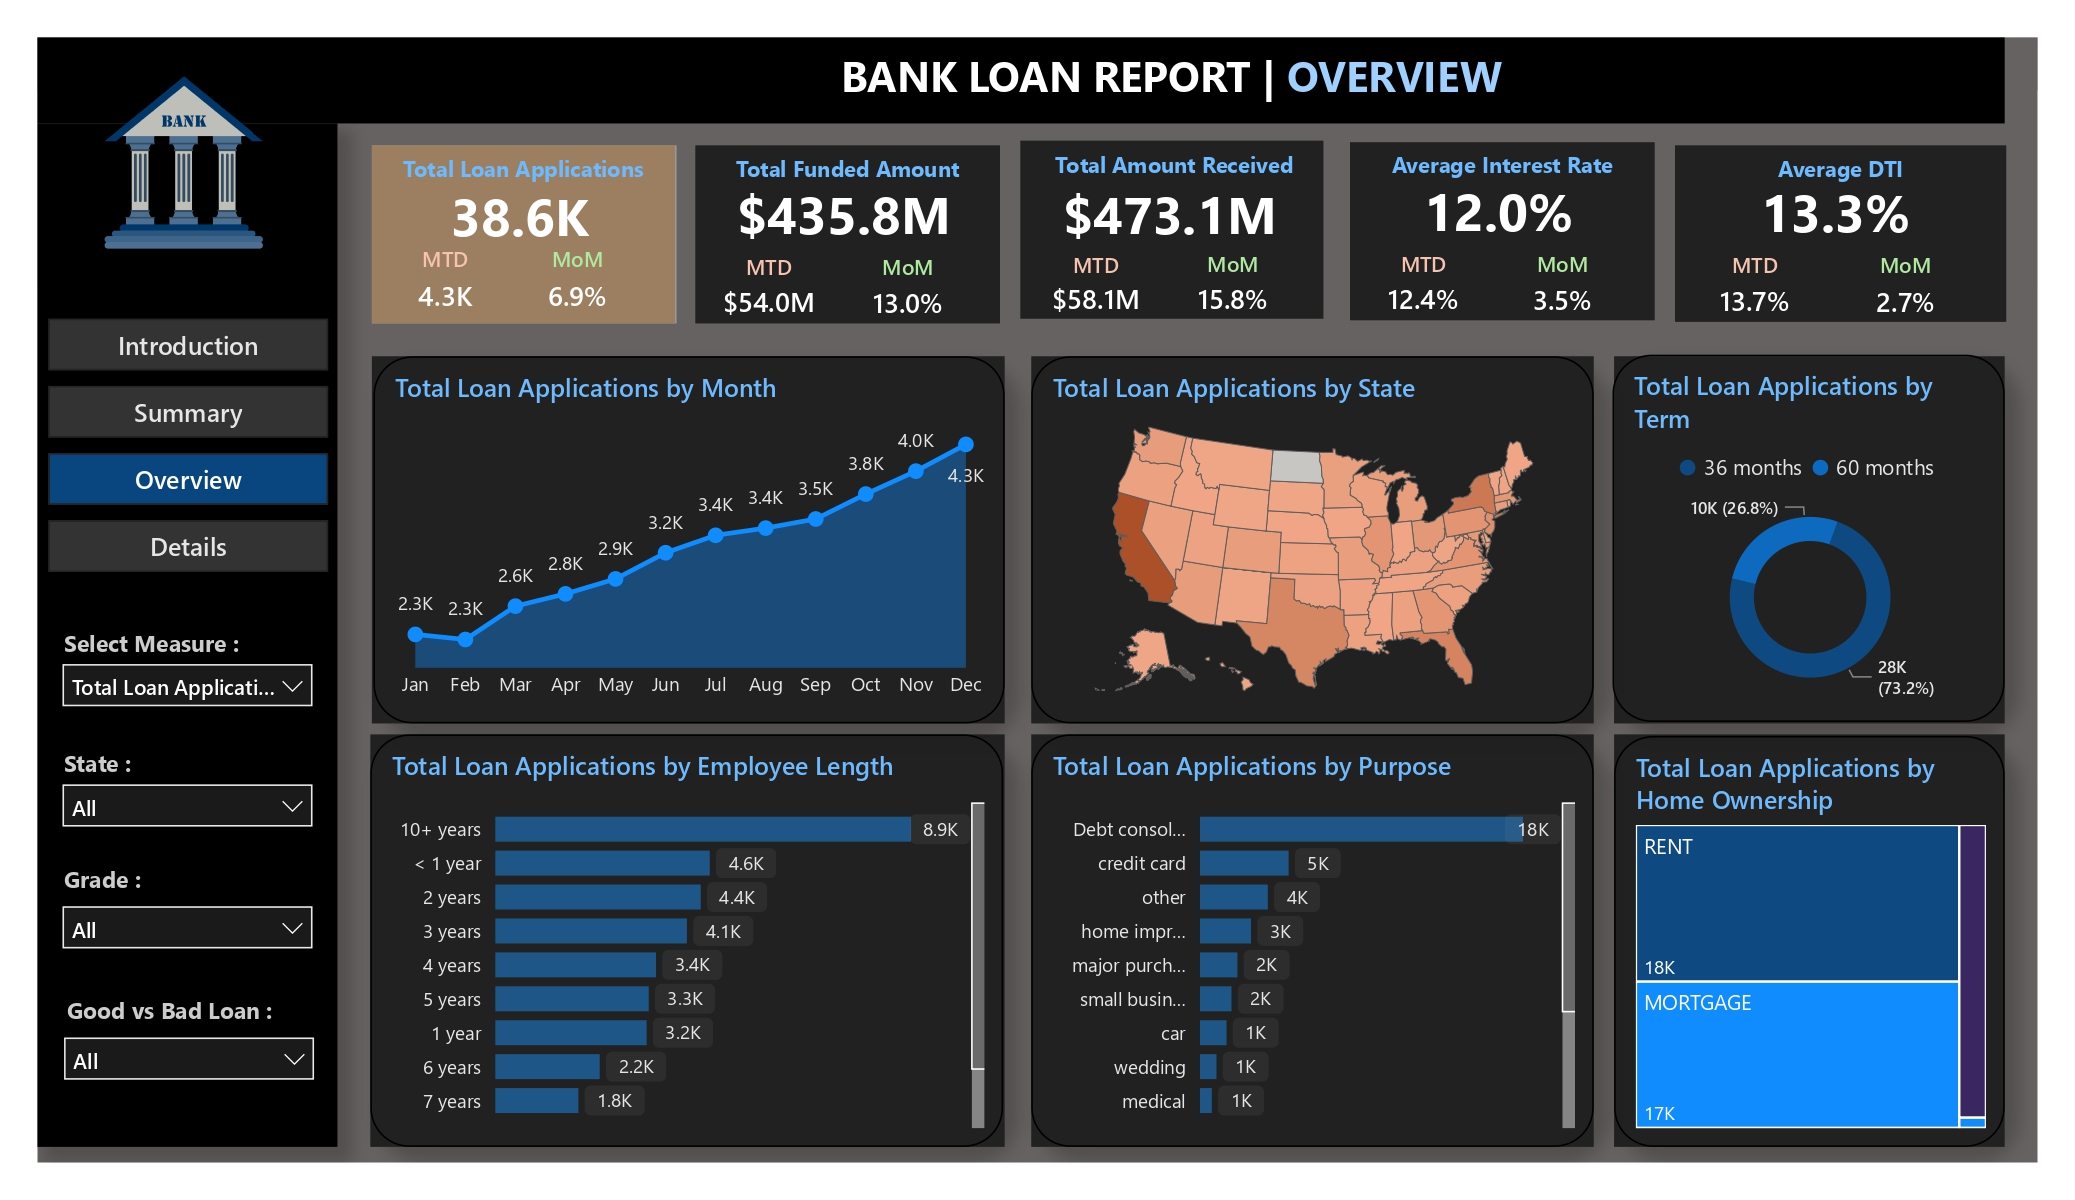 BANK LOAN REPORT | OVERVIEW
BANK
Introduction
Summary
Overview
Details
Select Measure :
Total Loan Applicati...
State :
All
Grade :
All
Good vs Bad Loan :
All
Total Loan Applications
38.6K
MTD MoM
4.3K 6.9%
Total Funded Amount
$435.8M
MTD MoM
$54.0M 13.0%
Total Amount Received
$473.1M
MTD MoM
$58.1M 15.8%
Average Interest Rate
12.0%
MTD MoM
12.4% 3.5%
Average DTI
13.3%
MTD MoM
13.7% 2.7%
Total Loan Applications by Month
2.3K 2.3K 2.6K 2.8K 2.9K 3.2K 3.4K 3.4K 3.5K 3.8K 4.0K 4.3K
Jan Feb Mar Apr May Jun Jul Aug Sep Oct Nov Dec
Total Loan Applications by State
Total Loan Applications by
Term
36 months 60 months
10K (26.8%)
28K
(73.2%)
Total Loan Applications by Employee Length
10+ years 8.9K
< 1 year 4.6K
2 years 4.4K
3 years 4.1K
4 years 3.4K
5 years 3.3K
1 year 3.2K
6 years 2.2K
7 years 1.8K
Total Loan Applications by Purpose
Debt consol... 18K
credit card 5K
other 4K
home impr... 3K
major purch... 2K
small busin... 2K
car 1K
wedding 1K
medical 1K
Total Loan Applications by
Home Ownership
RENT
18K
MORTGAGE
17K